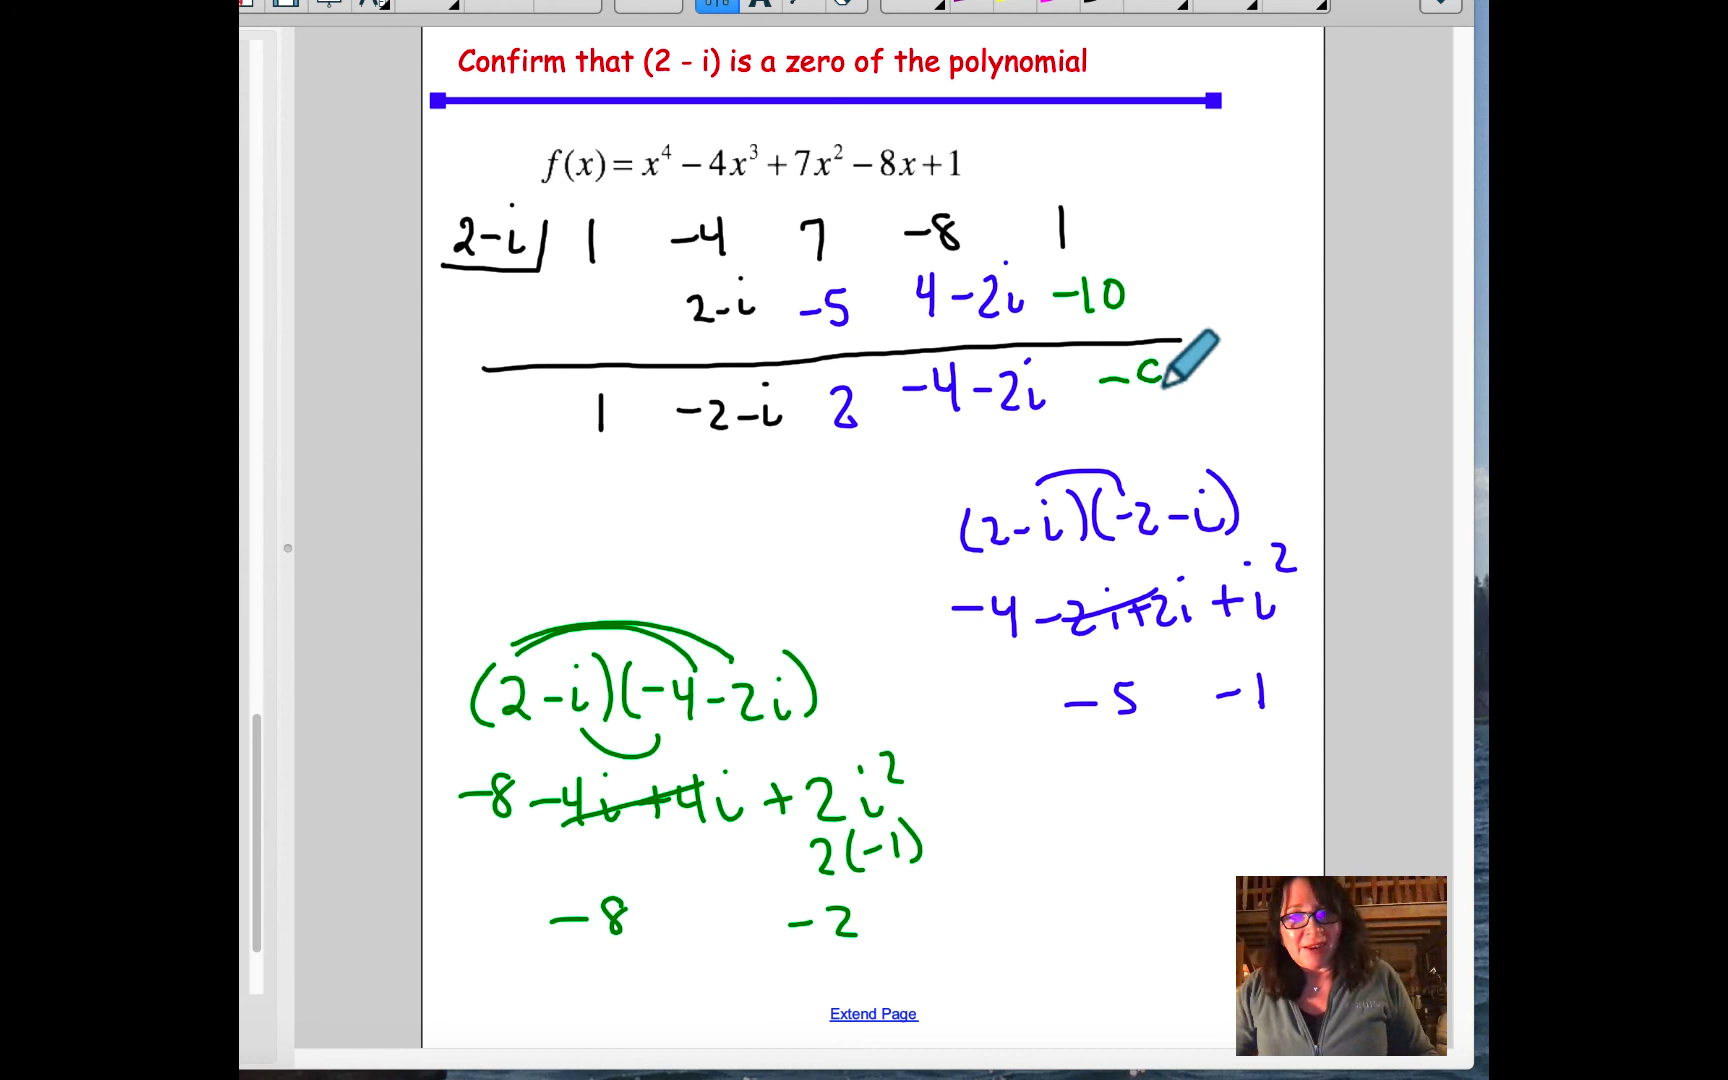 Confirm that (2 - i) is a zero of the polynomial
f(x) = x⁴ − 4x³ + 7x² − 8x + 1
2-i 1 -4 7 -8 1
2-i -5 4-2i -10
1 -2-i 2 -4-2i -
(2-i)(-2-i)
-4 -2i+2i +i²
-5 -1
(2-i)(-4-2i)
-8 -4i +4i + 2i²
2(-1)
-8 -2
Extend Page